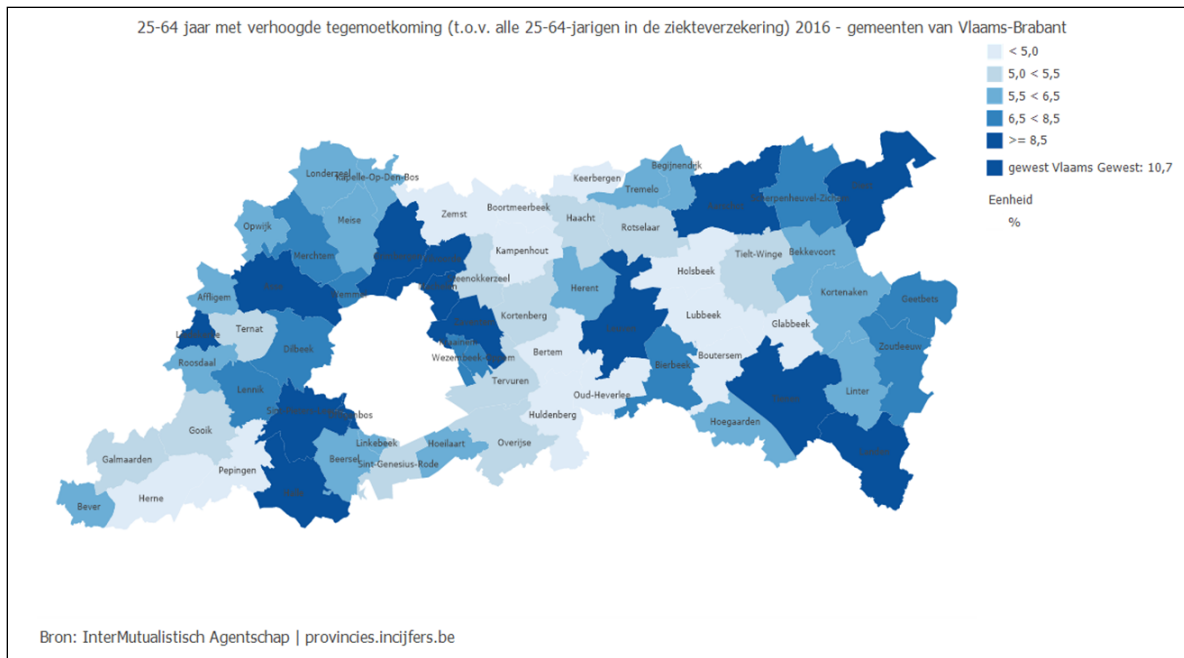 25-64 jaar met verhoogde tegemoetkoming (t.o.v. alle 25-64-jarigen in de ziekteverzekering) 2016 - gemeenten van Vlaams-Brabant
< 5,0
5,0 < 5,5
5,5 < 6,5
6,5 < 8,5
>= 8,5
gewest Vlaams Gewest: 10,7
Eenheid
%
Londerzeel
Kapelle-Op-Den-Bos
Keerbergen
Begijnendijk
Tremelo
Zemst
Boortmeerbeek
Haacht
Rotselaar
Opwijk
Meise
Merchtem
Kampenhout
Holsbeek
Tielt-Winge
Bekkevoort
Affligem
Herent
Kortenaken
Geetbets
Ternat
Kortenberg
Lubbeek
Glabbeek
Dilbeek
Zoutleeuw
Roosdaal
Bertem
Boutersem
Bierbeek
Lennik
Tervuren
Oud-Heverlee
Linter
Huldenberg
Hoegaarden
Gooik
Linkebeek
Hoeilaart
Overijse
Galmaarden
Beersel
Sint-Genesius-Rode
Pepingen
Herne
Bever
Bron: InterMutualistisch Agentschap | provincies.incijfers.be